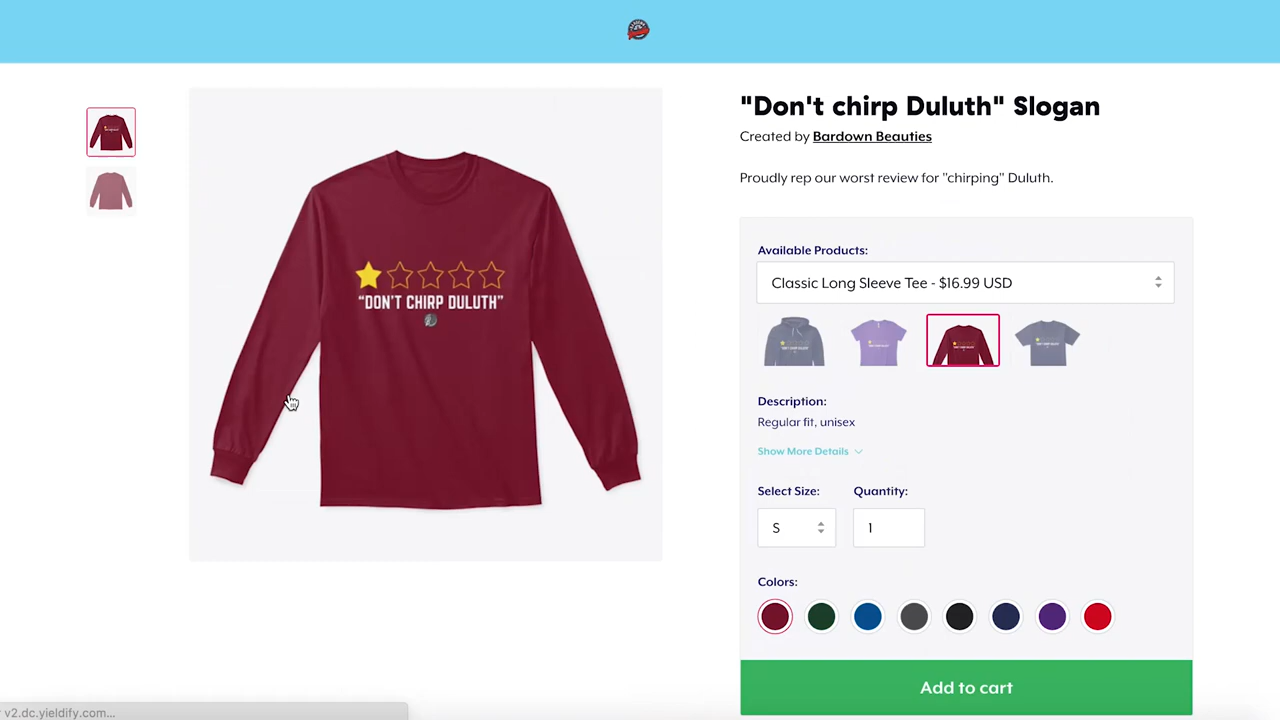 "Don't chirp Duluth" Slogan
Created by Bardown Beauties
Proudly rep our worst review for "chirping" Duluth.
Available Products:
Classic Long Sleeve Tee - $16.99 USD
"DON'T CHIRP DULUTH"
Description:
Regular fit, unisex
Show More Details
Select Size: Quantity:
S 1
Colors:
Add to cart
v2.dc.yieldify.com...